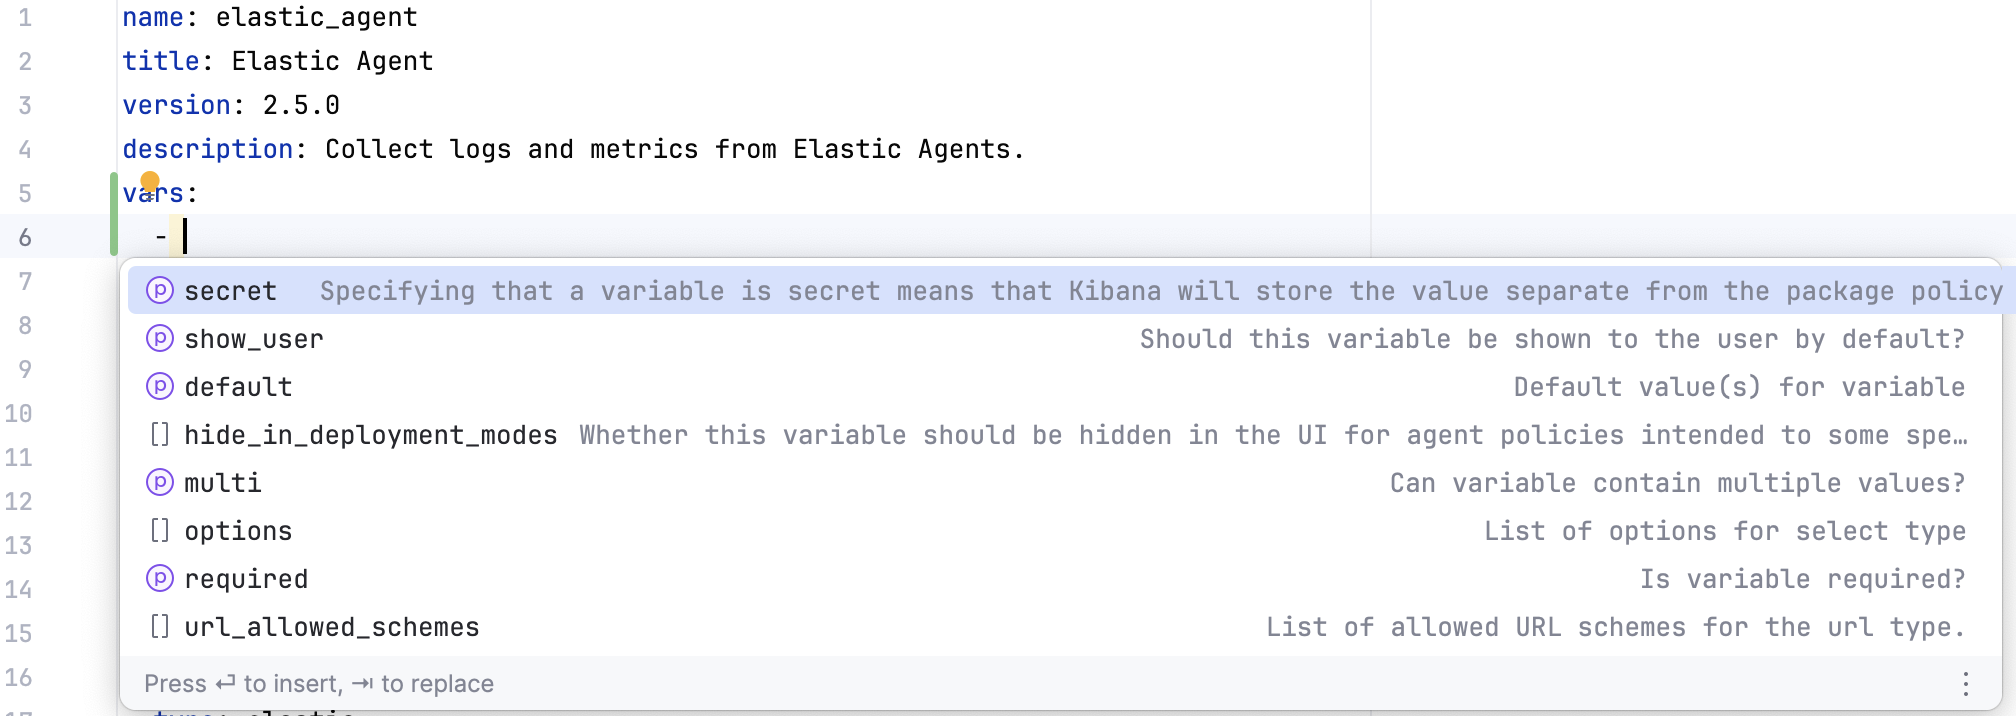 1 name: elastic_agent
2 title: Elastic Agent
3 version: 2.5.0
4 description: Collect logs and metrics from Elastic Agents.
5 vars:
6 -
7
8
9
10
11
12
13
14
15
16
secret Specifying that a variable is secret means that Kibana will store the value separate from the package policy
show_user Should this variable be shown to the user by default?
default Default value(s) for variable
[] hide_in_deployment_modes Whether this variable should be hidden in the UI for agent policies intended to some spe…
multi Can variable contain multiple values?
[] options List of options for select type
required Is variable required?
[] url_allowed_schemes List of allowed URL schemes for the url type.
Press ⏎ to insert, ⇥ to replace